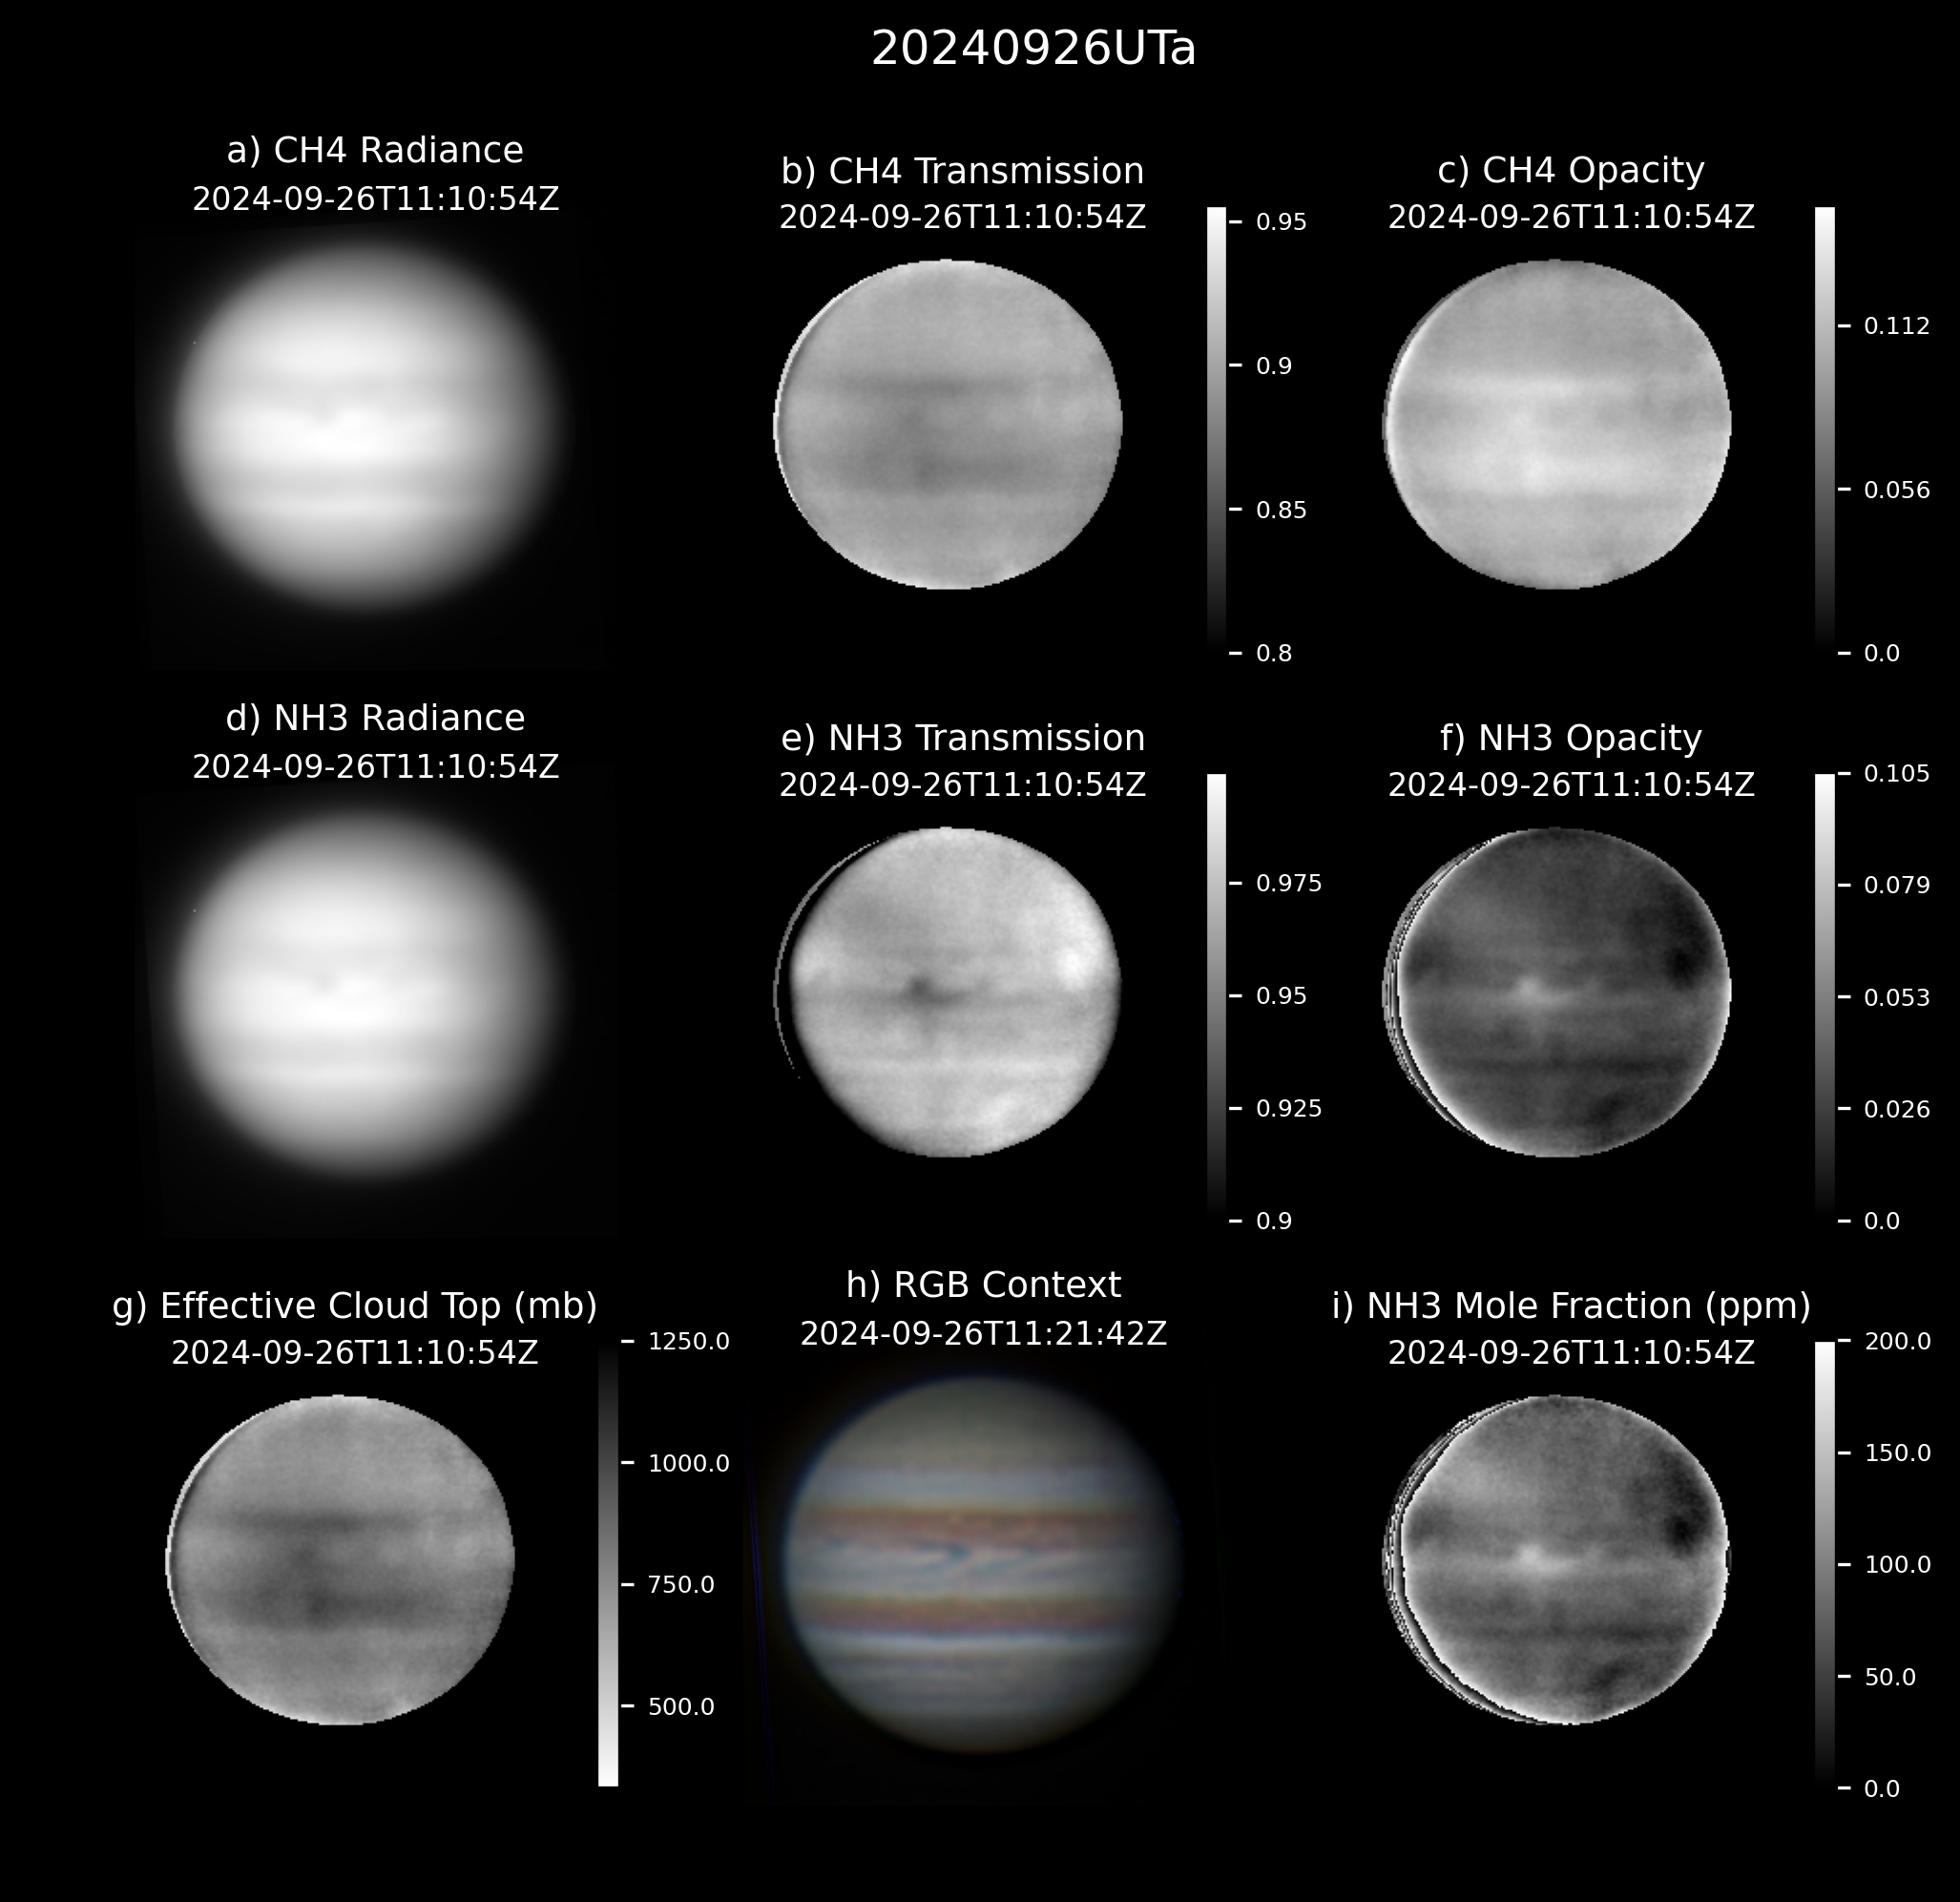 20240926UTa
a) CH4 Radiance
2024-09-26T11:10:54Z
b) CH4 Transmission
2024-09-26T11:10:54Z
0.95
0.9
0.85
0.8
c) CH4 Opacity
2024-09-26T11:10:54Z
0.112
0.056
0.0
d) NH3 Radiance
2024-09-26T11:10:54Z
e) NH3 Transmission
2024-09-26T11:10:54Z
0.975
0.95
0.925
0.9
f) NH3 Opacity
2024-09-26T11:10:54Z
0.105
0.079
0.053
0.026
0.0
g) Effective Cloud Top (mb)
2024-09-26T11:10:54Z
1250.0
1000.0
750.0
500.0
h) RGB Context
2024-09-26T11:21:42Z
i) NH3 Mole Fraction (ppm)
2024-09-26T11:10:54Z
200.0
150.0
100.0
50.0
0.0